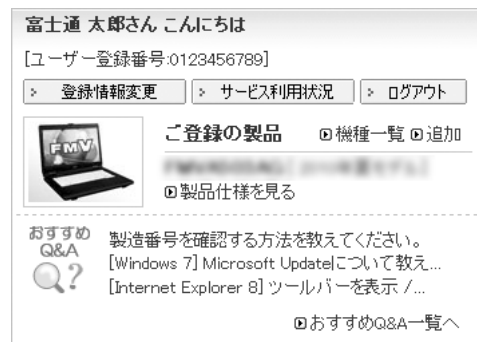 富士通 太郎さん こんにちは
[ユーザー登録番号:0123456789]
登録情報変更 サービス利用状況 ログアウト
FMV
ご登録の製品 機種一覧 追加
製品仕様を見る
おすすめ
Q&A
製造番号を確認する方法を教えてください。
[Windows 7] Microsoft Updateについて教え...
[Internet Explorer 8] ツールバーを表示 /...
おすすめQ&A一覧へ